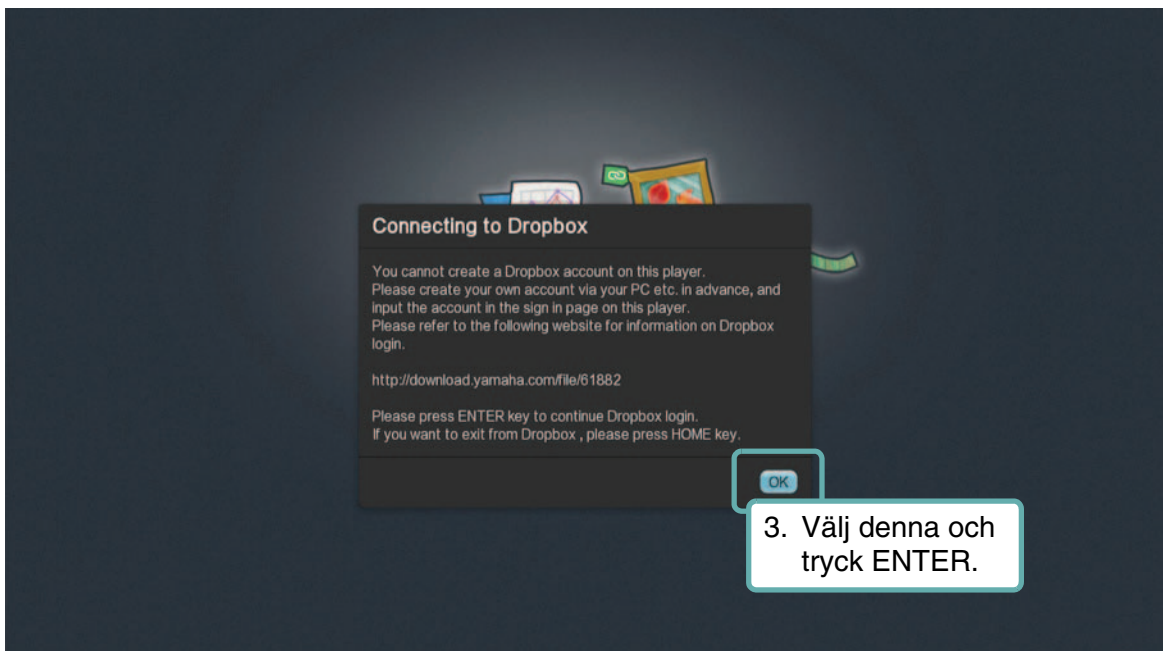 Connecting to Dropbox
You cannot create a Dropbox account on this player.
Please create your own account via your PC etc. in advance, and
input the account in the sign in page on this player.
Please refer to the following website for information on Dropbox
login.
http://download.yamaha.com/file/61882
Please press ENTER key to continue Dropbox login.
If you want to exit from Dropbox , please press HOME key.
OK
3. Välj denna och
tryck ENTER.